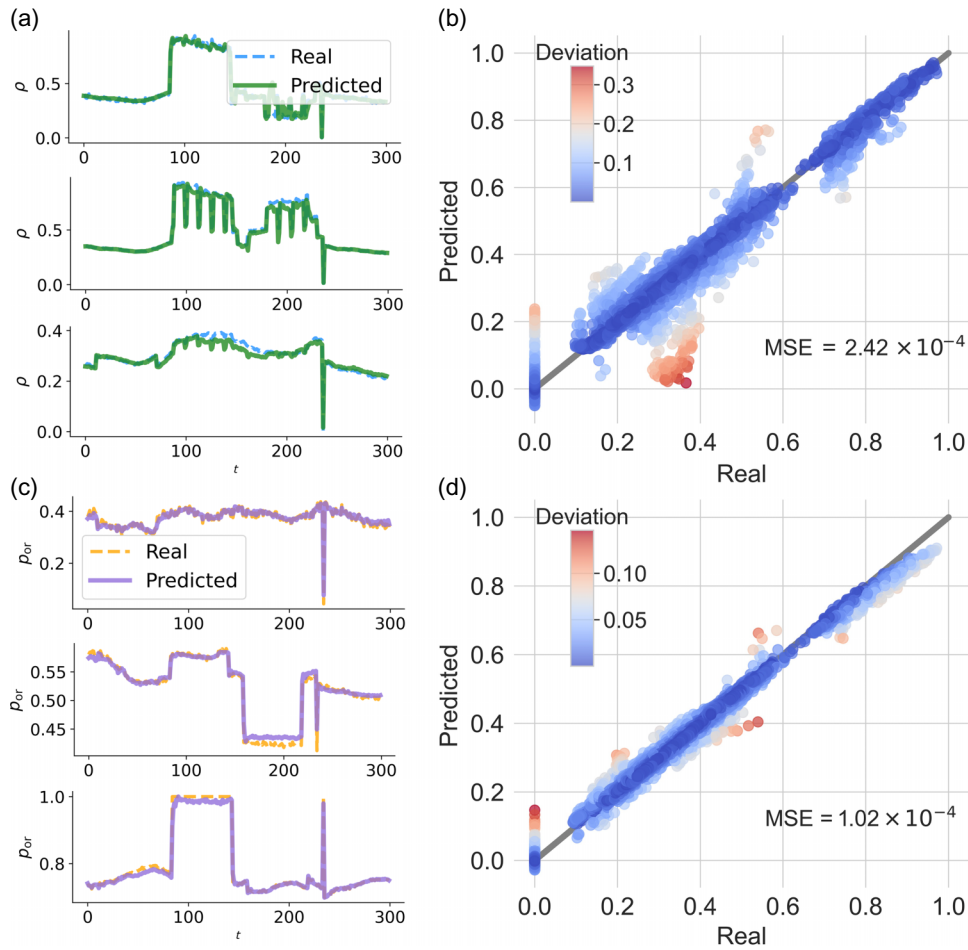 (a)
Real
Predicted
ρ
0.5
0.0
0 100 200 300
ρ
0.5
0.0
0 100 200 300
ρ
0.4
0.2
0.0
0 100 200 300
t
(b)
Deviation
0.3
0.2
0.1
Predicted
1.0
0.8
0.6
0.4
0.2
0.0
MSE = 2.42 × 10⁻⁴
0.0 0.2 0.4 0.6 0.8 1.0
Real
(c)
Real
Predicted
p_or
0.4
0.2
0 100 200 300
p_or
0.55
0.50
0.45
0 100 200 300
p_or
1.0
0.8
0 100 200 300
t
(d)
Deviation
0.10
0.05
Predicted
1.0
0.8
0.6
0.4
0.2
0.0
MSE = 1.02 × 10⁻⁴
0.0 0.2 0.4 0.6 0.8 1.0
Real